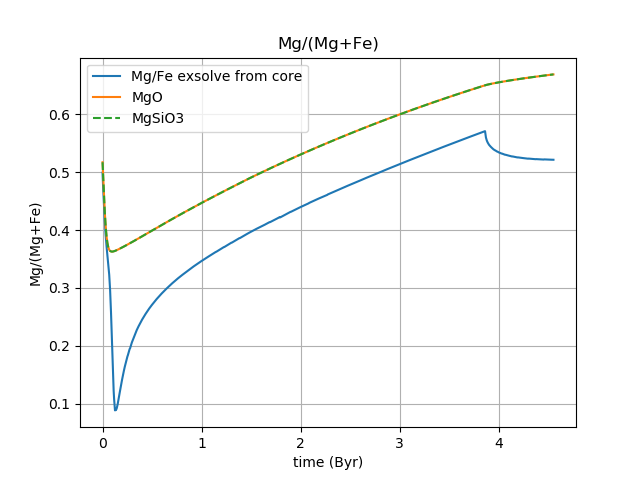 Mg/(Mg+Fe)
Mg/Fe exsolve from core
MgO
MgSiO3
Mg/(Mg+Fe)
0.6
0.5
0.4
0.3
0.2
0.1
0 1 2 3 4
time (Byr)